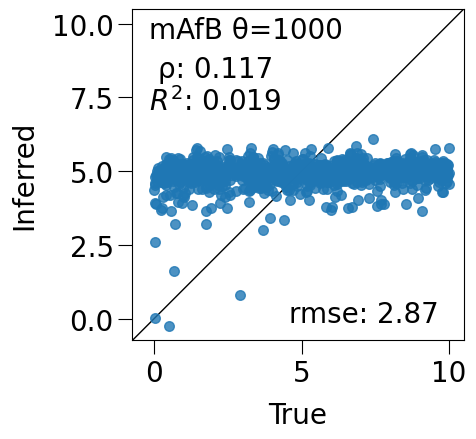 mAfB θ=1000
ρ: 0.117
R²: 0.019
10.0
7.5
5.0
2.5
0.0
Inferred
rmse: 2.87
0 5 10
True